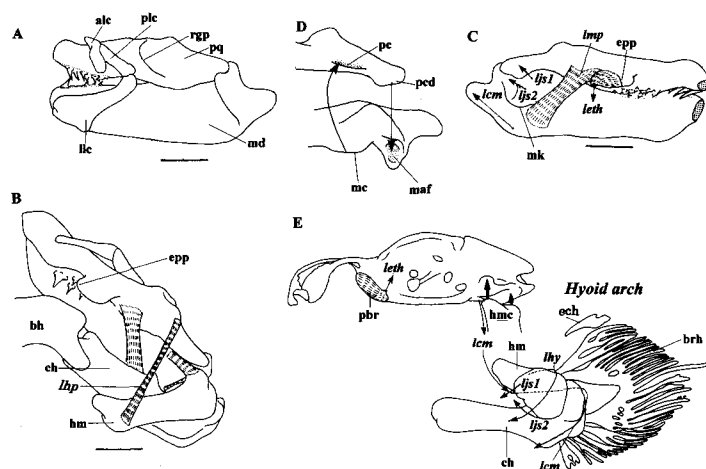 A
alc
plc
rgp
pq
llc
md
B
epp
bh
ch
lhp
hm
D
pc
pcd
mc
maf
C
lmp
epp
ljs1
lcm
ljs2
leth
mk
E
leth
pbr
hmc
Hyoid arch
ech
lcm
hm
lhy
brh
ljs1
ljs2
ch
lcm